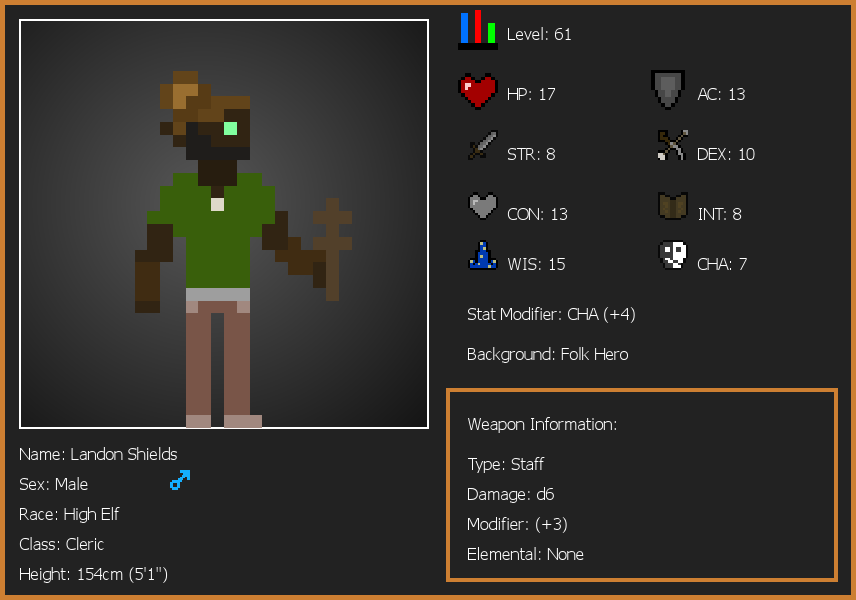 Level: 61
HP: 17
AC: 13
STR: 8
DEX: 10
CON: 13
INT: 8
WIS: 15
CHA: 7
Stat Modifier: CHA (+4)
Background: Folk Hero
Weapon Information:
Type: Staff
Damage: d6
Modifier: (+3)
Elemental: None
Name: Landon Shields
Sex: Male
Race: High Elf
Class: Cleric
Height: 154cm (5'1")